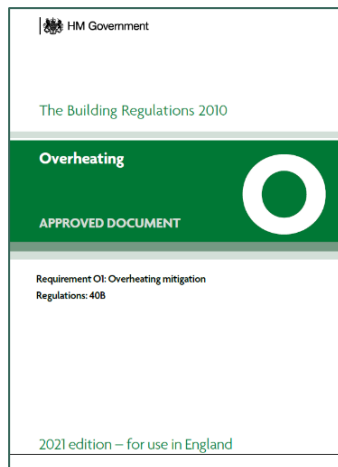 HM Government
The Building Regulations 2010
Overheating
O
APPROVED DOCUMENT
Requirement O1: Overheating mitigation
Regulations: 40B
2021 edition – for use in England